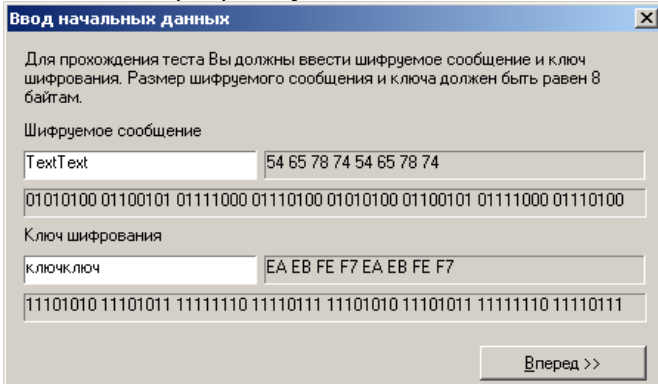 Ввод начальных данных
Для прохождения теста Вы должны ввести шифруемое сообщение и ключ
шифрования. Размер шифруемого сообщения и ключа должен быть равен 8
байтам.
Шифруемое сообщение
TextText 54 65 78 74 54 65 78 74
01010100 01100101 01111000 01110100 01010100 01100101 01111000 01110100
Ключ шифрования
ключключ EA EB FE F7 EA EB FE F7
11101010 11101011 11111110 11110111 11101010 11101011 11111110 11110111
Вперед >>